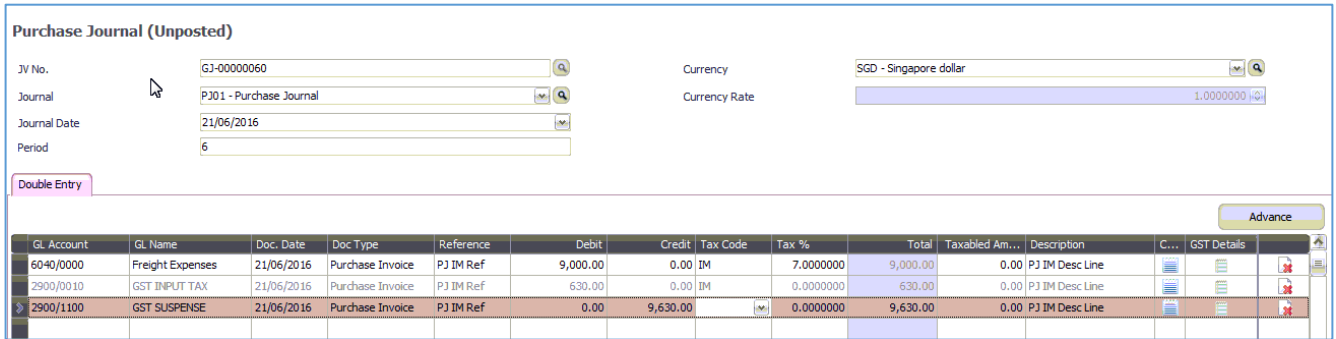 Purchase Journal (Unposted)
JV No. GJ-00000060 Currency SGD - Singapore dollar
Journal PJ01 - Purchase Journal Currency Rate 1.0000000
Journal Date 21/06/2016
Period 6
Double Entry
Advance
GL Account GL Name Doc. Date Doc Type Reference Debit Credit Tax Code Tax % Total Taxabled Am... Description C... GST Details
6040/0000 Freight Expenses 21/06/2016 Purchase Invoice PJ IM Ref 9,000.00 0.00 IM 7.0000000 9,000.00 0.00 PJ IM Desc Line
2900/0010 GST INPUT TAX 21/06/2016 Purchase Invoice PJ IM Ref 630.00 0.00 IM 0.0000000 630.00 0.00 PJ IM Desc Line
2900/1100 GST SUSPENSE 21/06/2016 Purchase Invoice PJ IM Ref 0.00 9,630.00 0.0000000 9,630.00 0.00 PJ IM Desc Line